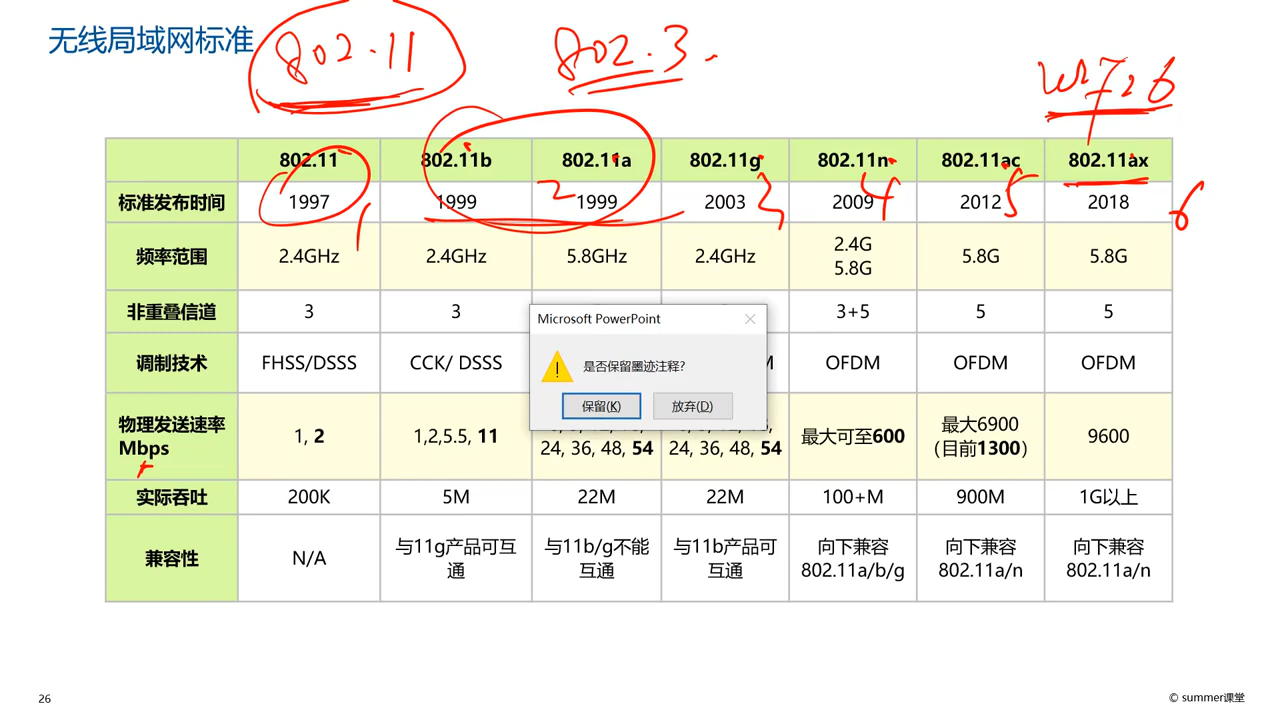 无线局域网标准
802.11
802.3.
wifi 6
802.11 802.11b 802.11a 802.11g 802.11n 802.11ac 802.11ax
标准发布时间 1997 1999 1999 2003 2009 2012 2018
1 2 3 4 5 6
频率范围 2.4GHz 2.4GHz 5.8GHz 2.4GHz 2.4G 5.8G 5.8G
5.8G
非重叠信道 3 3 3+5 5 5
Microsoft PowerPoint
是否保留墨迹注释?
保留(K) 放弃(D)
调制技术 FHSS/DSSS CCK/ DSSS M OFDM OFDM OFDM
物理发送速率 最大6900
Mbps 1, 2 1,2,5.5, 11 24, 36, 48, 54 24, 36, 48, 54 最大可至600 (目前1300) 9600
实际吞吐 200K 5M 22M 22M 100+M 900M 1G以上
兼容性 N/A 与11g产品可互 与11b/g不能 与11b产品可 向下兼容 向下兼容 向下兼容
通 互通 互通 802.11a/b/g 802.11a/n 802.11a/n
26
© summer课堂